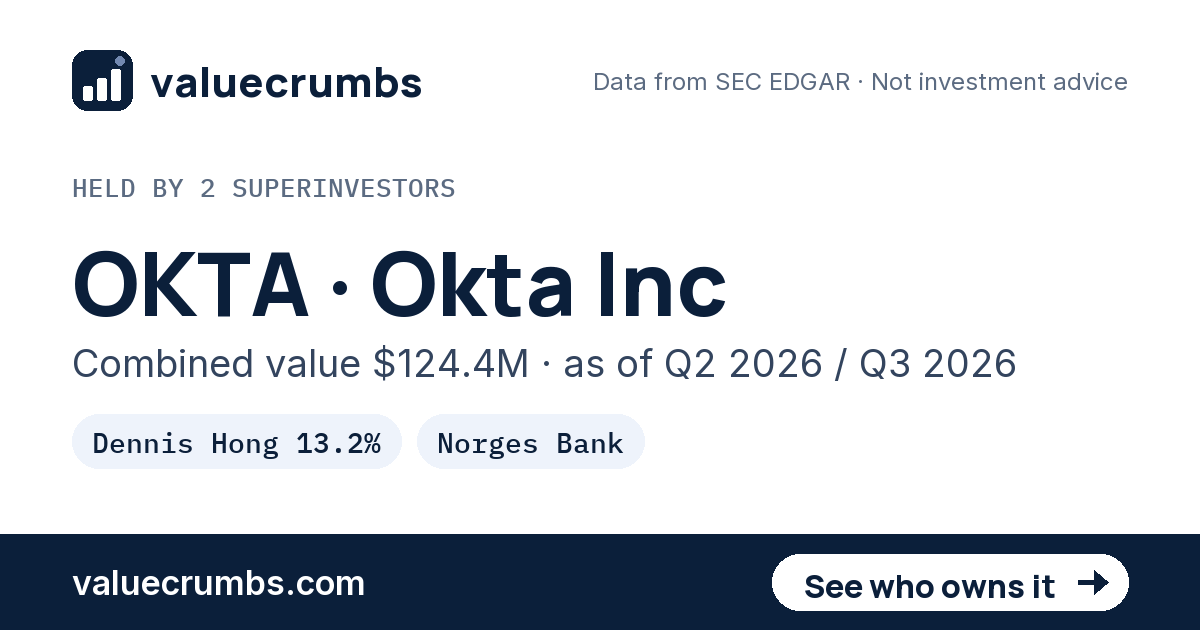 valuecrumbs
Data from SEC EDGAR · Not investment advice
HELD BY 2 SUPERINVESTORS
OKTA · Okta Inc
Combined value $124.4M · as of Q2 2026 / Q3 2026
Dennis Hong 13.2%
Norges Bank
valuecrumbs.com
See who owns it →